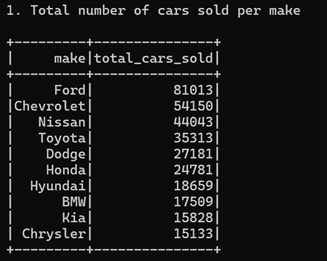 1. Total number of cars sold per make
+---------+---------------+
|     make|total_cars_sold|
+---------+---------------+
|     Ford|          81013|
|Chevrolet|          54150|
|   Nissan|          44043|
|   Toyota|          35313|
|    Dodge|          27181|
|    Honda|          24781|
|  Hyundai|          18659|
|      BMW|          17509|
|      Kia|          15828|
| Chrysler|          15133|
+---------+---------------+